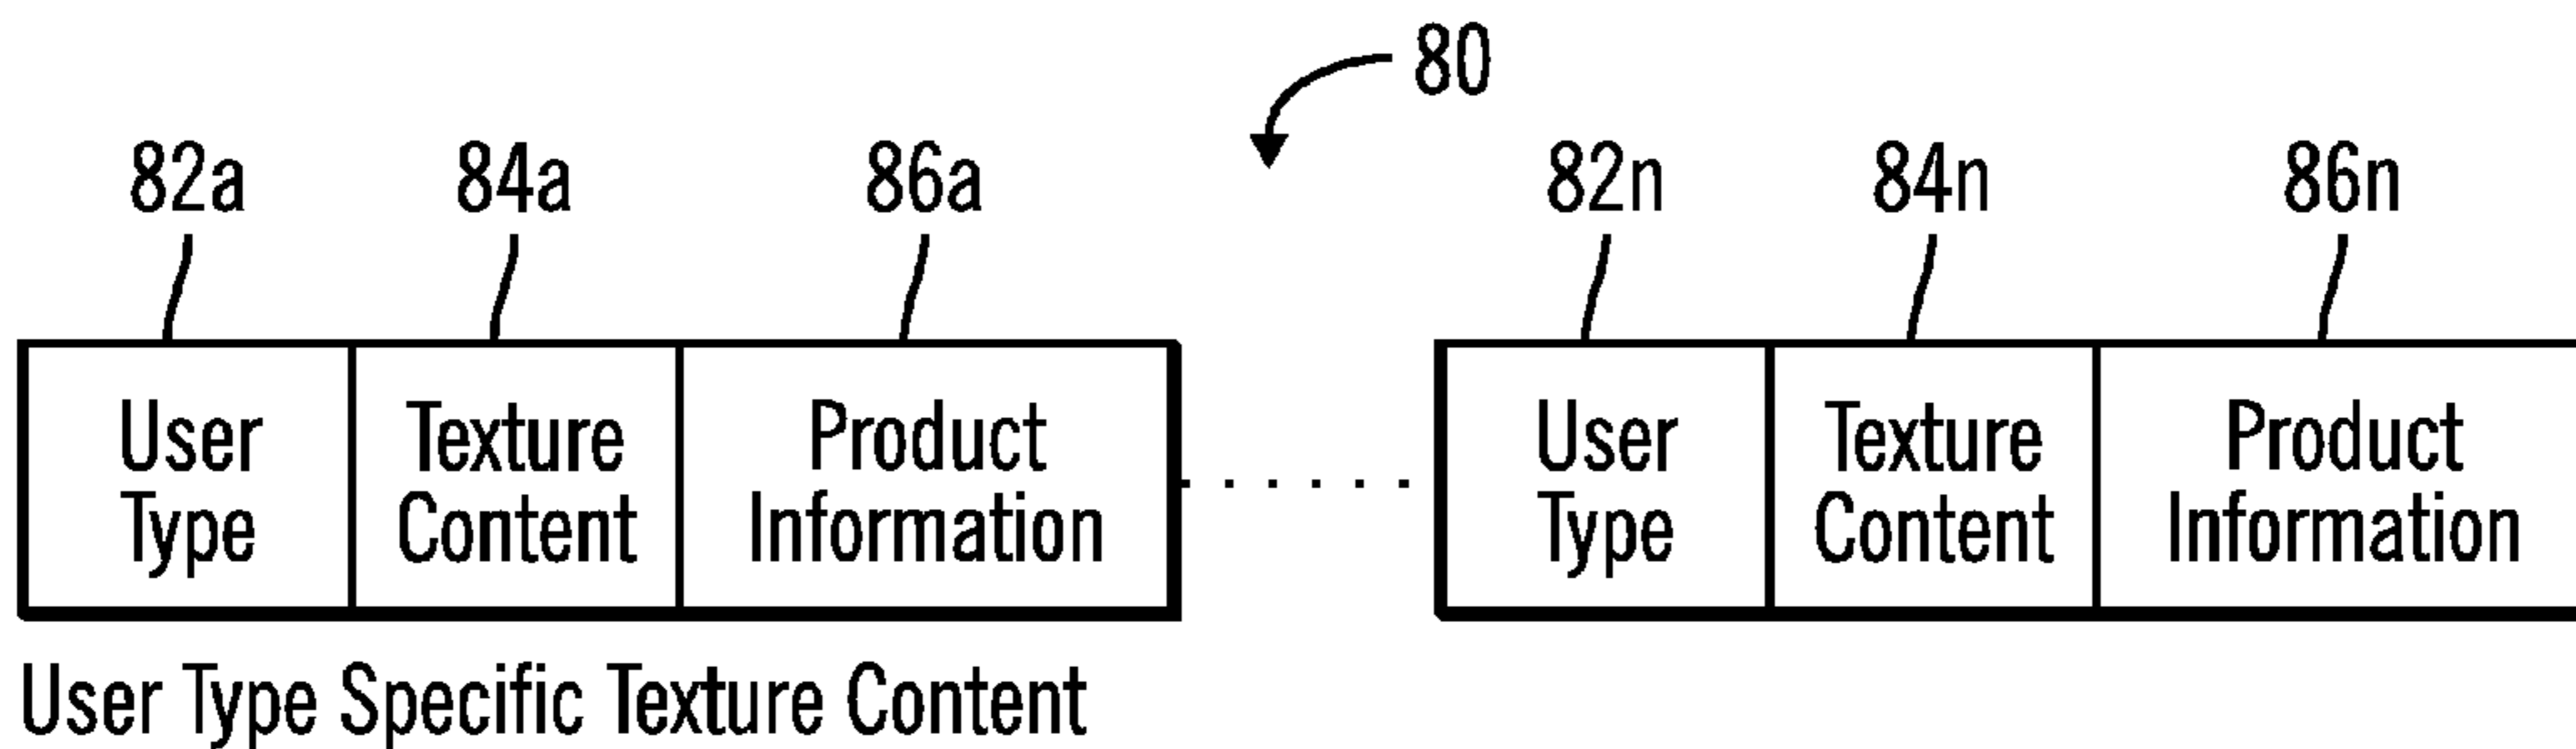 80
82a 84a 86a 82n 84n 86n
User Texture Product User Texture Product
Type Content Information Type Content Information
User Type Specific Texture Content